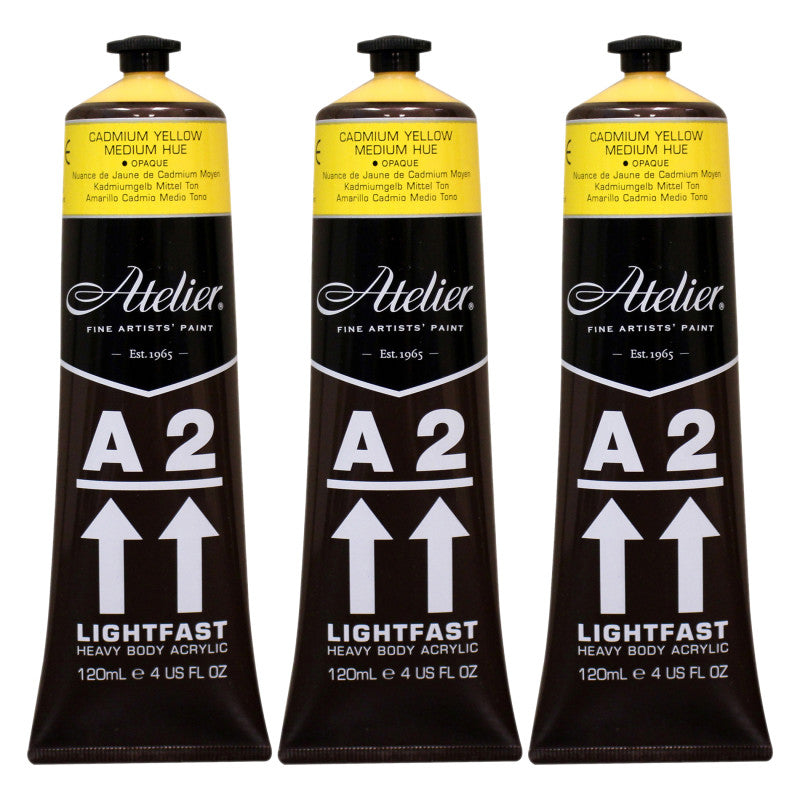 CADMIUM YELLOW
MEDIUM HUE
● OPAQUE
Nuance de Jaune de Cadmium Moyen
Kadmiumgelb Mittel Ton
Amarillo Cadmio Medio Tono
Atelier®
FINE ARTISTS' PAINT
— Est. 1965 —
A2
LIGHTFAST
HEAVY BODY ACRYLIC
120mL ℮ 4 US FL OZ
CADMIUM YELLOW
MEDIUM HUE
● OPAQUE
Nuance de Jaune de Cadmium Moyen
Kadmiumgelb Mittel Ton
Amarillo Cadmio Medio Tono
Atelier®
FINE ARTISTS' PAINT
— Est. 1965 —
A2
LIGHTFAST
HEAVY BODY ACRYLIC
120mL ℮ 4 US FL OZ
CADMIUM YELLOW
MEDIUM HUE
● OPAQUE
Nuance de Jaune de Cadmium Moyen
Kadmiumgelb Mittel Ton
Amarillo Cadmio Medio Tono
Atelier®
FINE ARTISTS' PAINT
— Est. 1965 —
A2
LIGHTFAST
HEAVY BODY ACRYLIC
120mL ℮ 4 US FL OZ